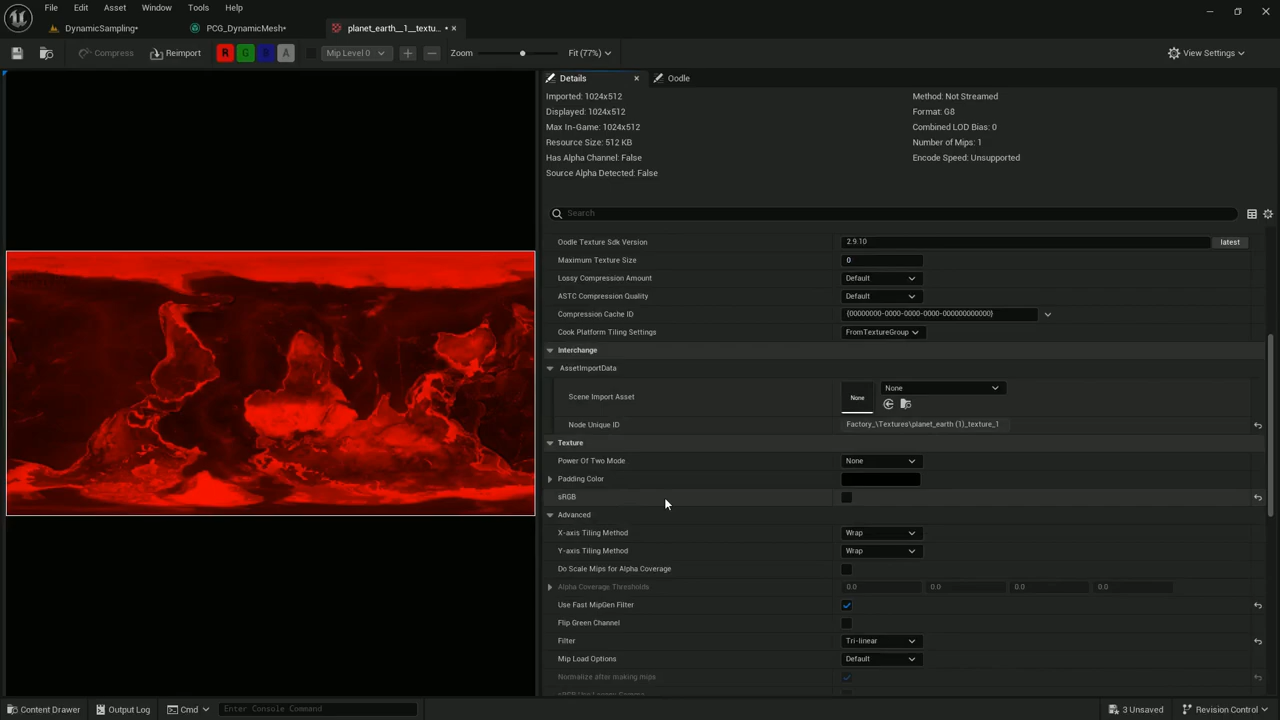 File Edit Asset Window Tools Help
DynamicSampling* PCG_DynamicMesh* planet_earth__1__textu... •
Compress Reimport R G B A Mip Level 0 Zoom Fit (77%) View Settings
Details Oodle
Imported: 1024x512 Method: Not Streamed
Displayed: 1024x512 Format: G8
Max In-Game: 1024x512 Combined LOD Bias: 0
Resource Size: 512 KB Number of Mips: 1
Has Alpha Channel: False Encode Speed: Unsupported
Source Alpha Detected: False
Search
Oodle Texture Sdk Version 2.9.10 latest
Maximum Texture Size 0
Lossy Compression Amount Default
ASTC Compression Quality Default
Compression Cache ID {00000000-0000-0000-0000-000000000000}
Cook Platform Tiling Settings FromTextureGroup
Interchange
AssetImportData
Scene Import Asset None None
Node Unique ID Factory_\Textures\planet_earth (1)_texture_1
Texture
Power Of Two Mode None
Padding Color
sRGB
Advanced
X-axis Tiling Method Wrap
Y-axis Tiling Method Wrap
Do Scale Mips for Alpha Coverage
Alpha Coverage Thresholds 0.0 0.0 0.0 0.0
Use Fast MipGen Filter
Flip Green Channel
Filter Tri-linear
Mip Load Options Default
Normalize after making mips
Content Drawer Output Log Cmd Enter Console Command 3 Unsaved Revision Control